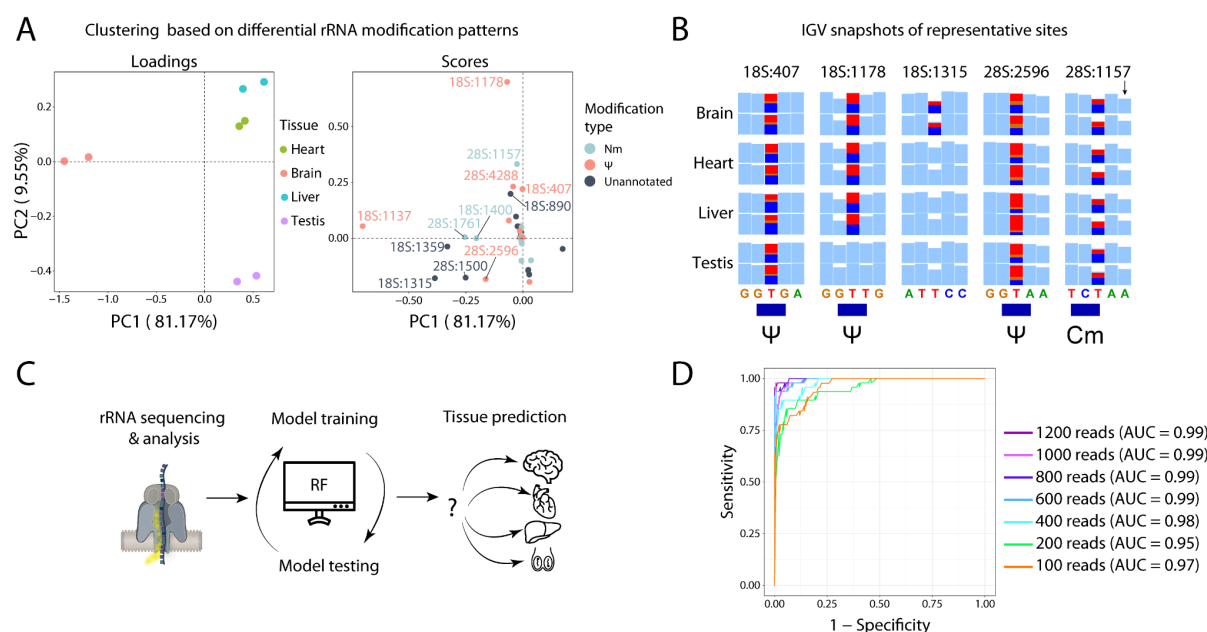 A
Clustering based on differential rRNA modification patterns
Loadings
Scores
PC2 ( 9.55%)
0.2
0.0
−0.2
−0.4
−1.5
−1.0
−0.5
0.0
0.5
PC1 ( 81.17%)
Tissue
Heart
Brain
Liver
Testis
0.50
0.25
0.00
−0.50
−0.25
0.00
PC1 ( 81.17%)
18S:1178
28S:1157
28S:4288
18S:407
18S:890
18S:1400
28S:1761
18S:1137
18S:1359
28S:2596
28S:1500
18S:1315
Modification
type
Nm
Ψ
Unannotated
B
IGV snapshots of representative sites
18S:407
18S:1178
18S:1315
28S:2596
28S:1157
Brain
Heart
Liver
Testis
G G T G A
G G T T G
A T T C C
G G T A A
T C T A A
Ψ
Ψ
Ψ
Cm
C
rRNA sequencing
& analysis
Model training
RF
Model testing
Tissue prediction
?
D
Sensitivity
1.00
0.75
0.50
0.25
0.00
0.00
0.25
0.50
0.75
1.00
1 − Specificity
1200 reads (AUC = 0.99)
1000 reads (AUC = 0.99)
800 reads (AUC = 0.99)
600 reads (AUC = 0.99)
400 reads (AUC = 0.98)
200 reads (AUC = 0.95)
100 reads (AUC = 0.97)